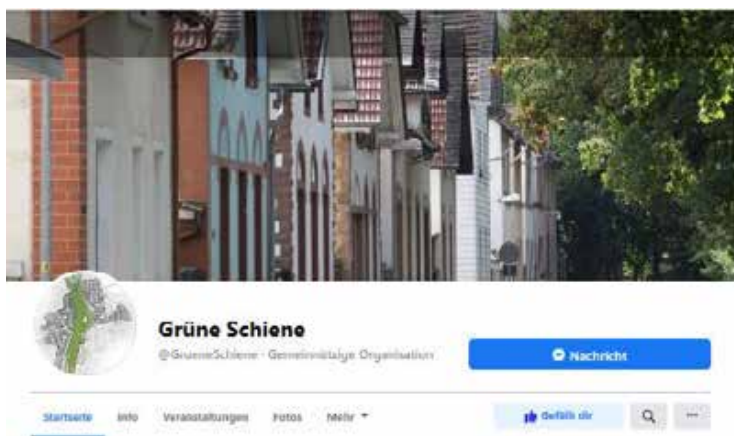 Grüne Schiene
@GrueneSchiene · Gemeinnützige Organisation
Nachricht
Startseite Info Veranstaltungen Fotos Mehr
Gefällt dir